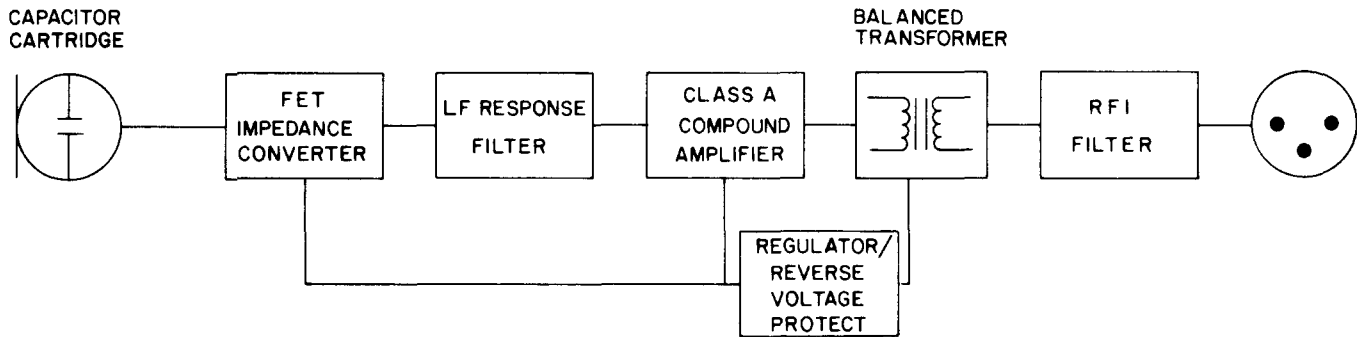 CAPACITOR
CARTRIDGE
BALANCED
TRANSFORMER
FET
IMPEDANCE
CONVERTER
LF RESPONSE
FILTER
CLASS A
COMPOUND
AMPLIFIER
RFI
FILTER
REGULATOR/
REVERSE
VOLTAGE
PROTECT